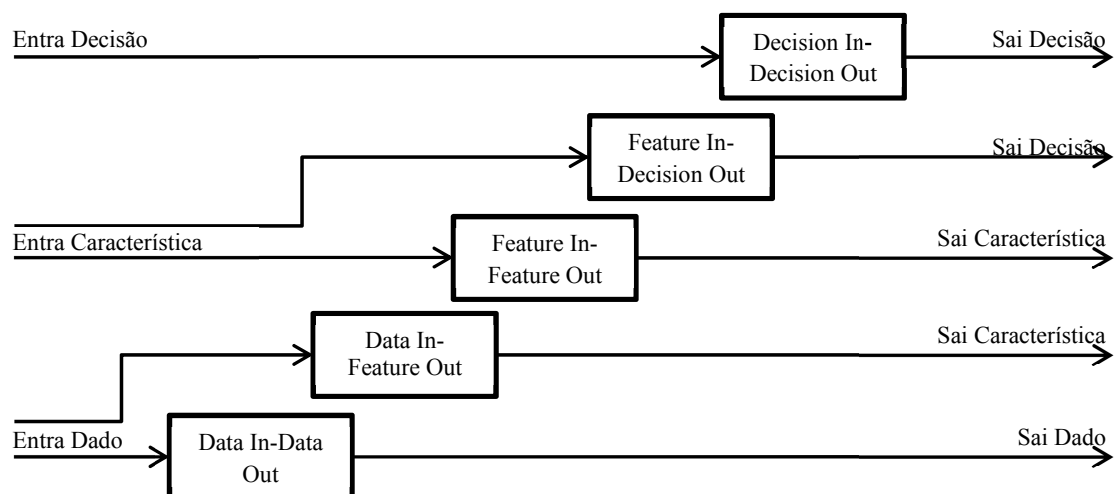 Entra Decisão
Decision In-
Decision Out
Sai Decisão
Feature In-
Decision Out
Sai Decisão
Entra Característica
Feature In-
Feature Out
Sai Característica
Data In-
Feature Out
Sai Característica
Entra Dado
Data In-Data
Out
Sai Dado